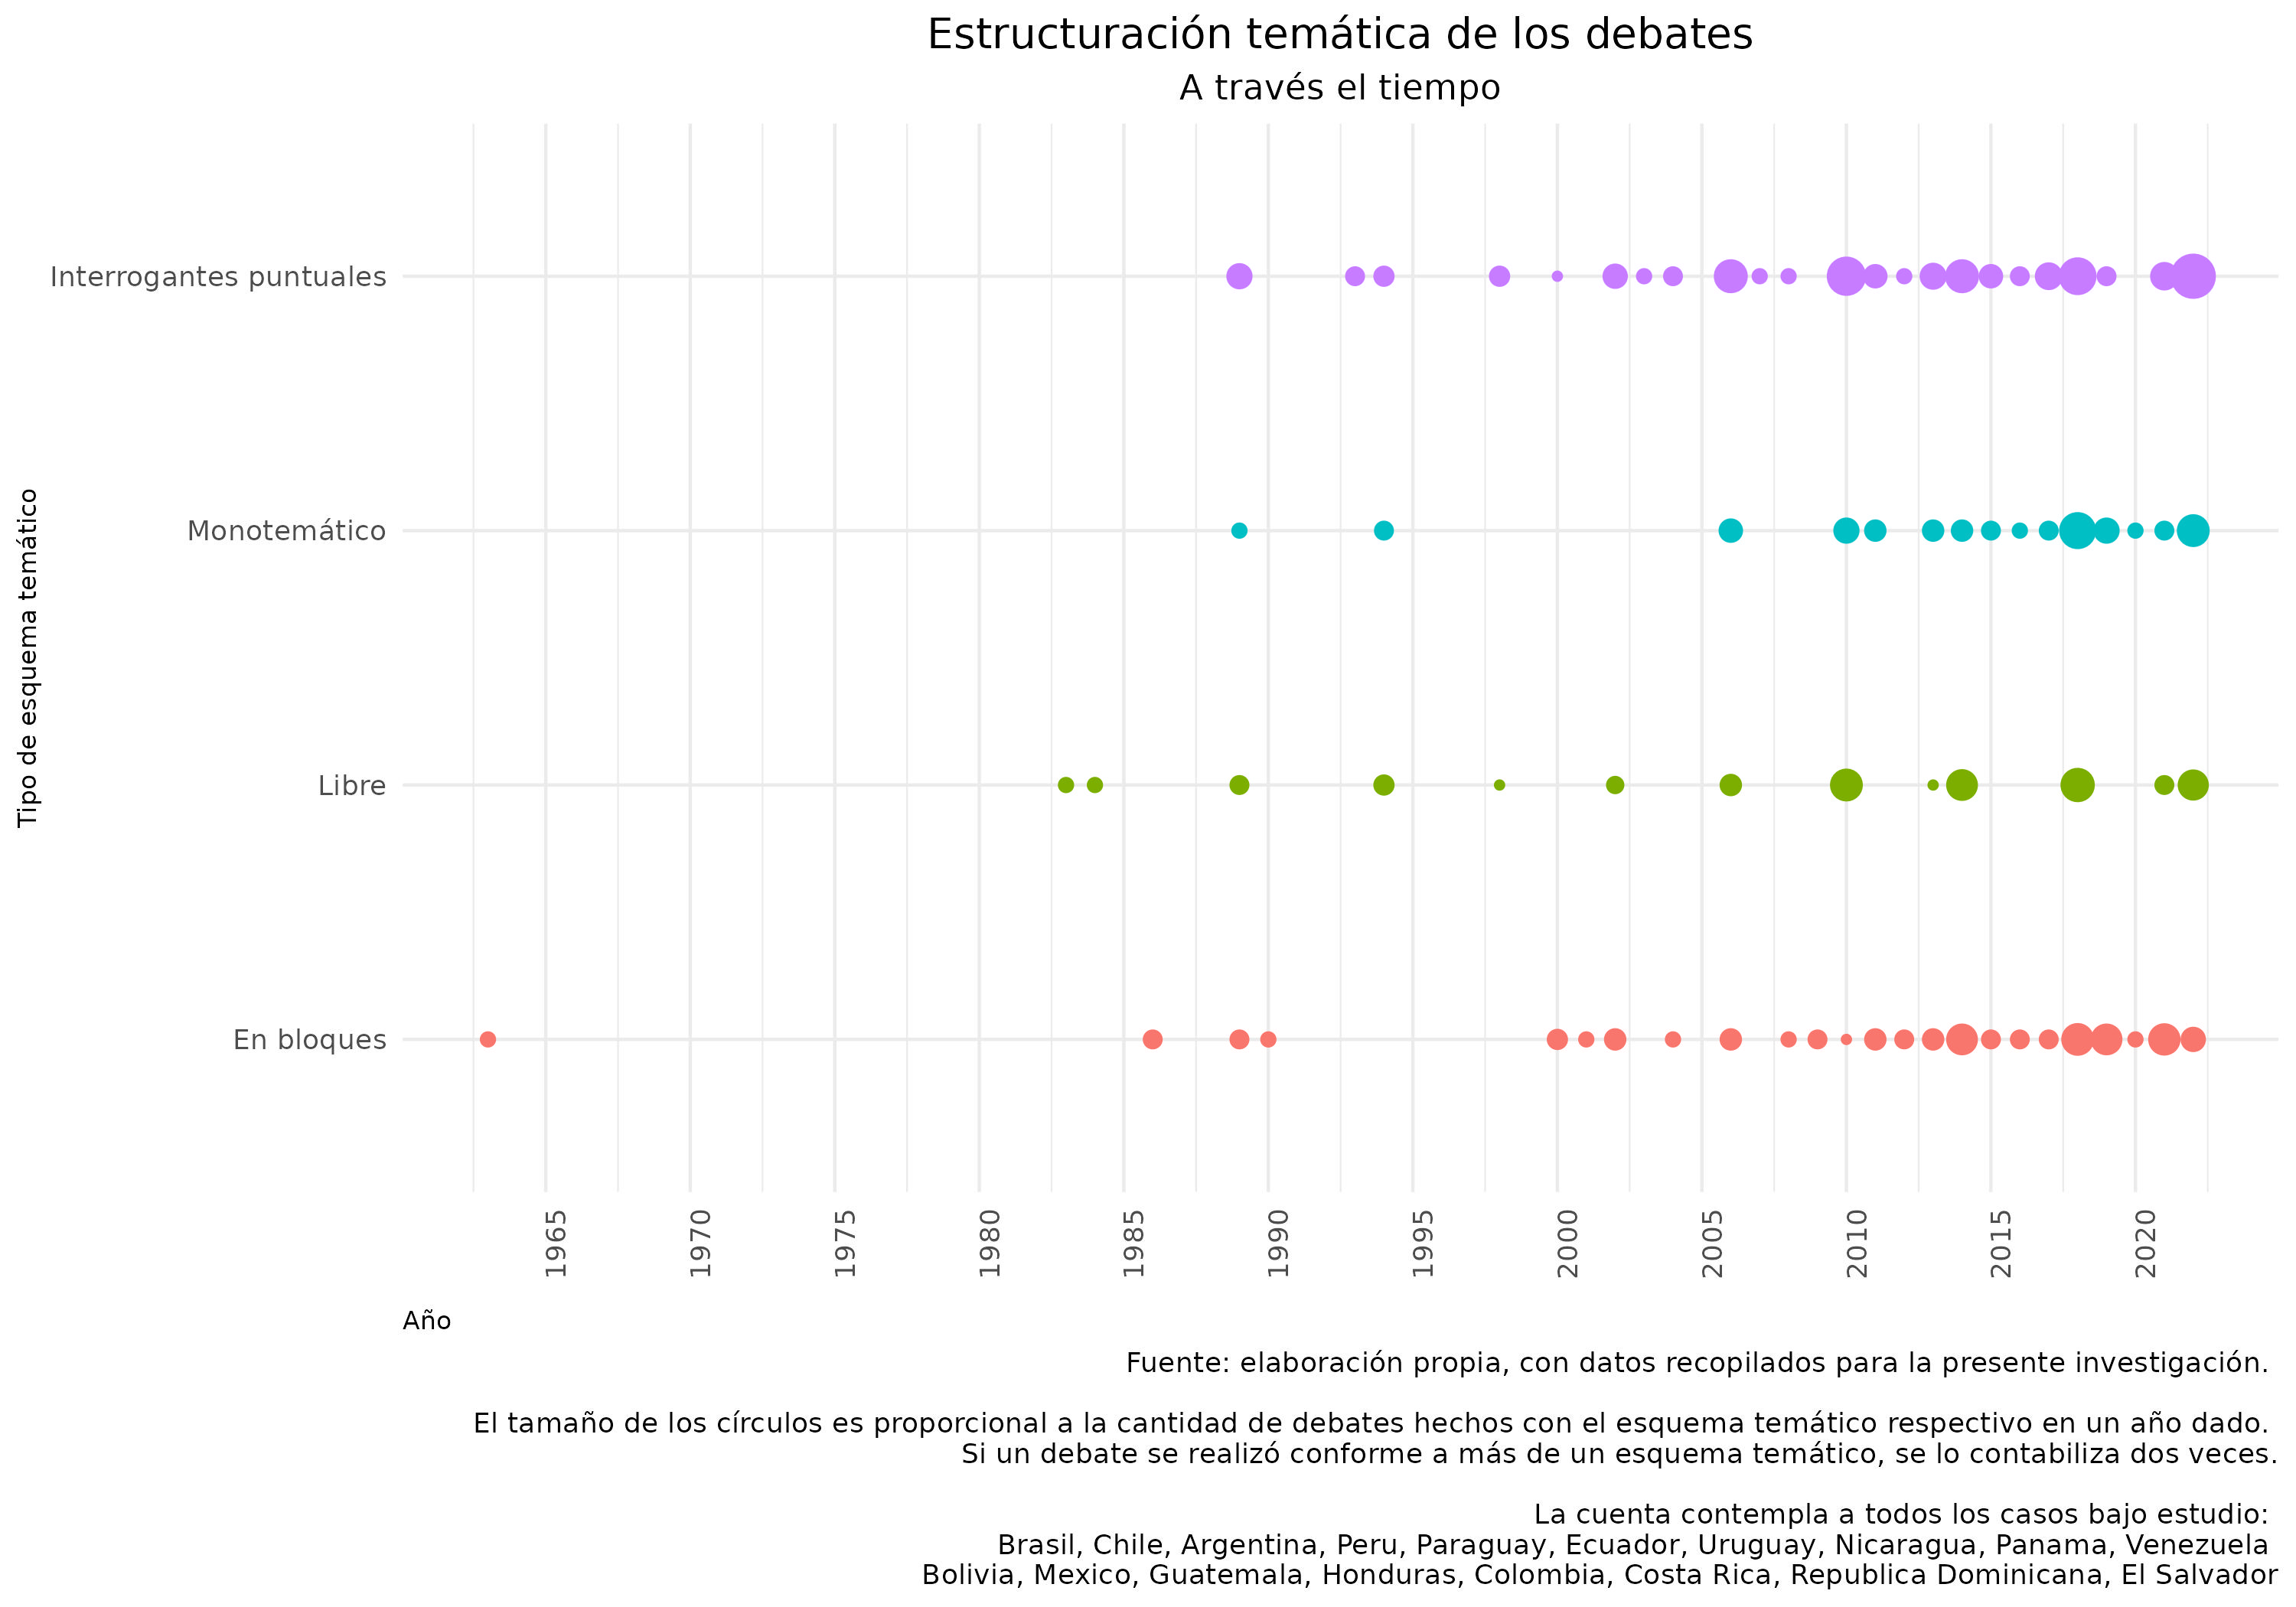 Estructuración temática de los debates
A través el tiempo
Tipo de esquema temático
Interrogantes puntuales
Monotemático
Libre
En bloques
1965
1970
1975
1980
1985
1990
1995
2000
2005
2010
2015
2020
Año
Fuente: elaboración propia, con datos recopilados para la presente investigación.
El tamaño de los círculos es proporcional a la cantidad de debates hechos con el esquema temático respectivo en un año dado.
Si un debate se realizó conforme a más de un esquema temático, se lo contabiliza dos veces.
La cuenta contempla a todos los casos bajo estudio:
Brasil, Chile, Argentina, Peru, Paraguay, Ecuador, Uruguay, Nicaragua, Panama, Venezuela
Bolivia, Mexico, Guatemala, Honduras, Colombia, Costa Rica, Republica Dominicana, El Salvador